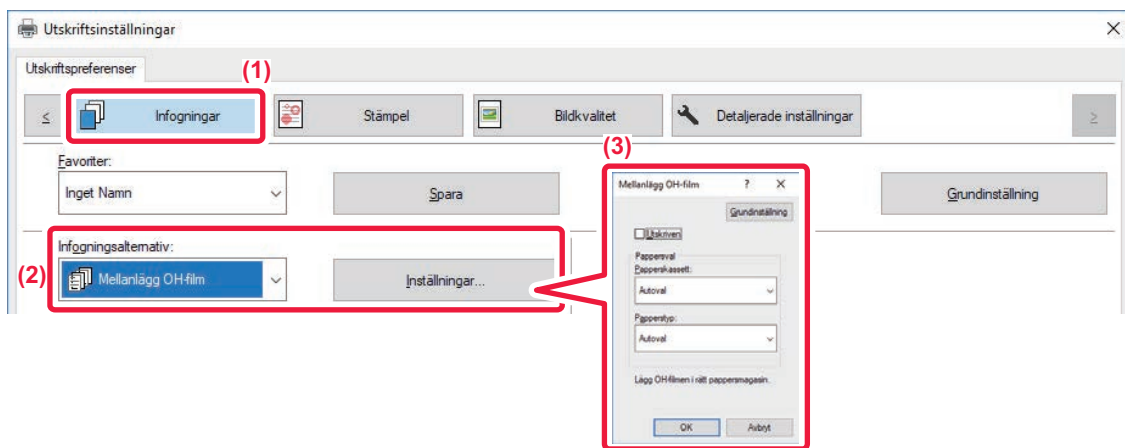 Utskriftsinställningar
Utskriftspreferenser
(1)
Infogningar
Stämpel
Bildkvalitet
Detaljerade inställningar
Favoriter:
Inget Namn
Spara
Grundinställning
(2)
Infogningsalternativ:
Mellanlägg OH-film
Inställningar...
(3)
Mellanlägg OH-film ?
Grundinställning
Utskriven
Pappersval
Papperskassett:
Autoval
Papperstyp:
Autoval
Lägg OH-filmen i rätt pappersmagasin.
OK Avbryt